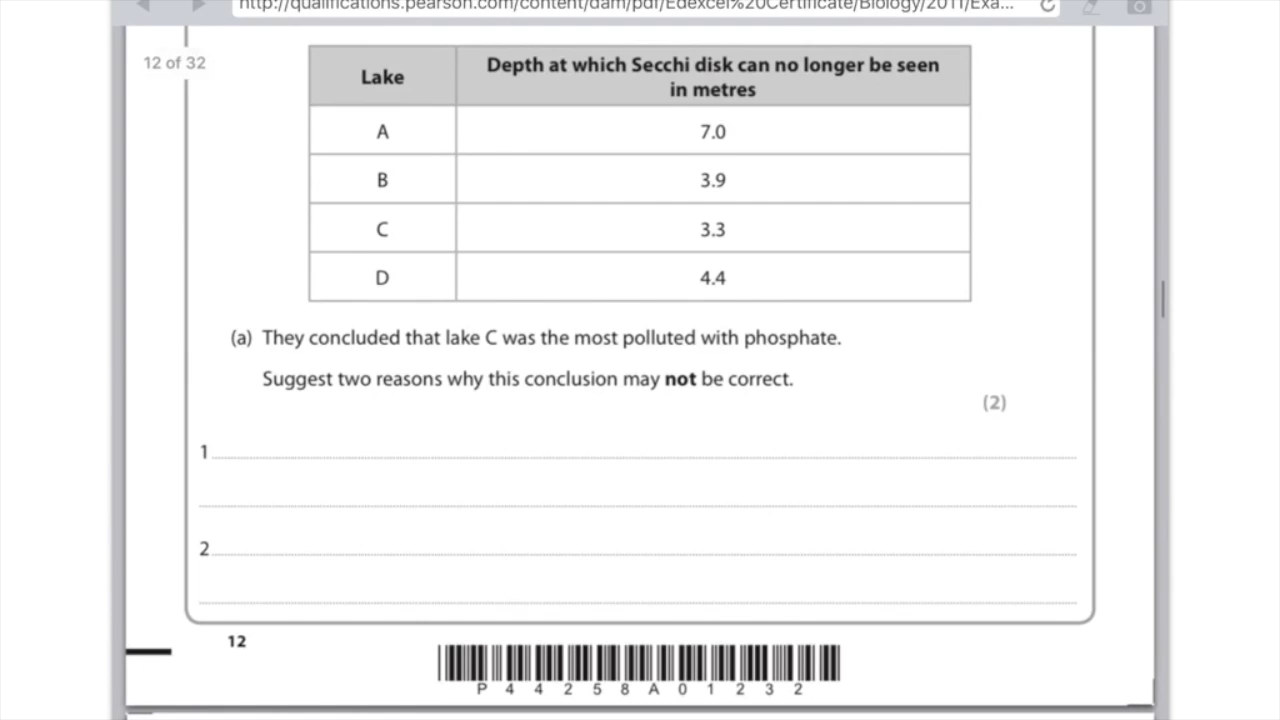 http://qualifications.pearson.com/content/dam/pdf/Edexcel%20Certificate/Biology/2011/Exa...
12 of 32
Lake
Depth at which Secchi disk can no longer be seen
in metres
A 7.0
B 3.9
C 3.3
D 4.4
(a) They concluded that lake C was the most polluted with phosphate.
Suggest two reasons why this conclusion may not be correct.
(2)
1
2
12
P 4 4 2 5 8 A 0 1 2 3 2